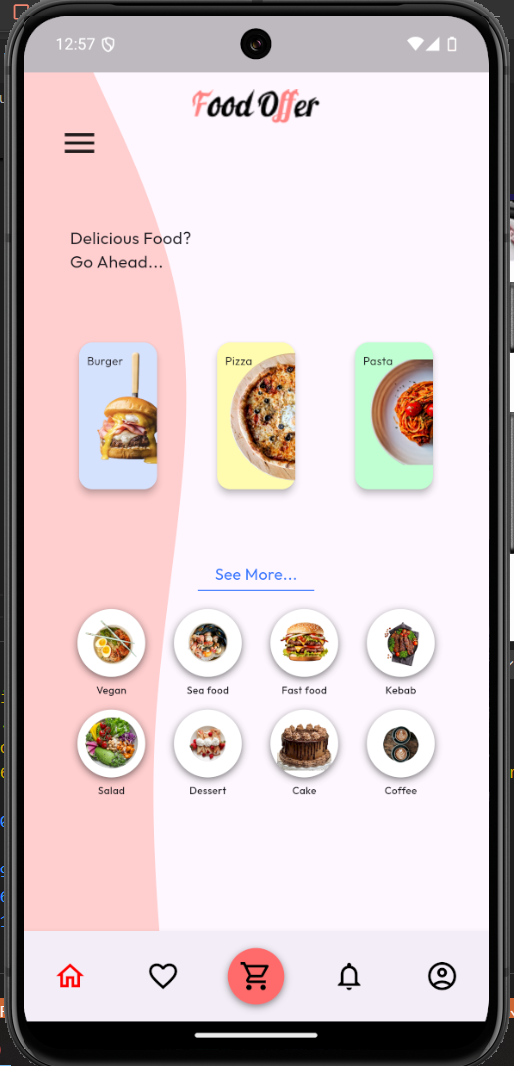 12:57
Food Offer
Delicious Food?
Go Ahead...
Burger
Pizza
Pasta
See More...
Vegan
Sea food
Fast food
Kebab
Salad
Dessert
Cake
Coffee